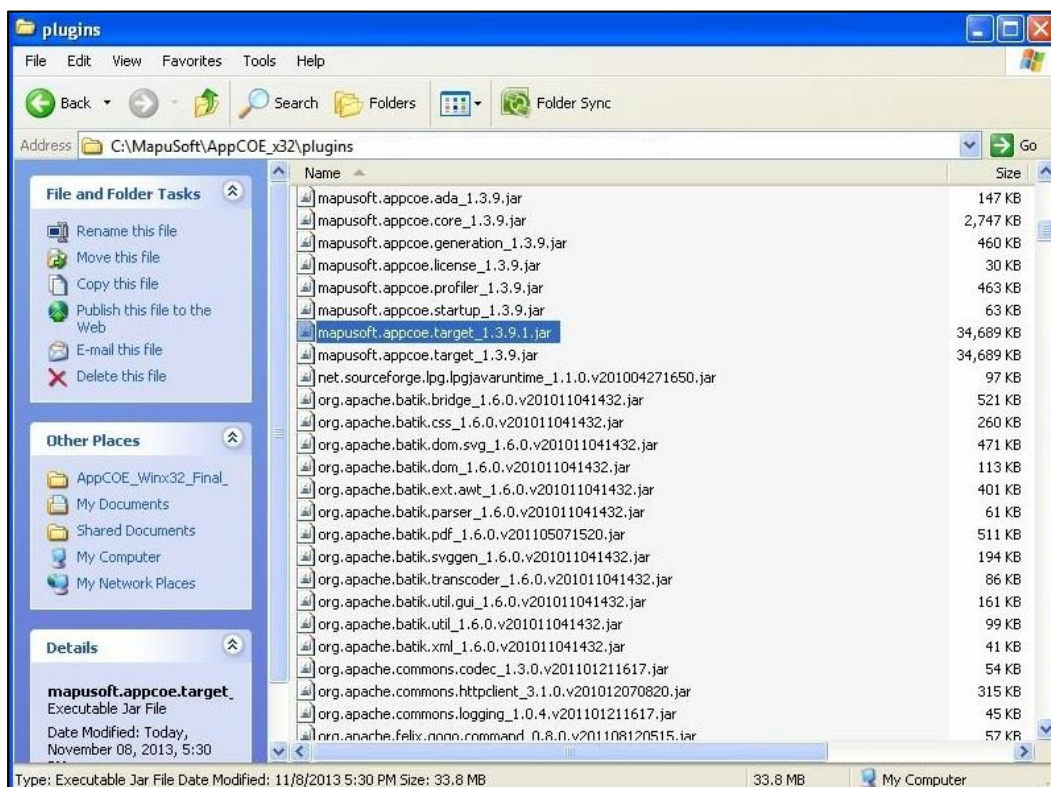 plugins
File Edit View Favorites Tools Help
Back Search Folders Folder Sync
Address C:\MapuSoft\AppCOE_x32\plugins Go
File and Folder Tasks
Rename this file
Move this file
Copy this file
Publish this file to the
Web
E-mail this file
Delete this file
Other Places
AppCOE_Winx32_Final_
My Documents
Shared Documents
My Computer
My Network Places
Details
mapusoft.appcoe.target_
Executable Jar File
Date Modified: Today,
November 08, 2013, 5:30
Name Size
mapusoft.appcoe.ada_1.3.9.jar 147 KB
mapusoft.appcoe.core_1.3.9.jar 2,747 KB
mapusoft.appcoe.generation_1.3.9.jar 460 KB
mapusoft.appcoe.license_1.3.9.jar 30 KB
mapusoft.appcoe.profiler_1.3.9.jar 463 KB
mapusoft.appcoe.startup_1.3.9.jar 63 KB
mapusoft.appcoe.target_1.3.9.1.jar 34,689 KB
mapusoft.appcoe.target_1.3.9.jar 34,689 KB
net.sourceforge.lpg.lpgjavaruntime_1.1.0.v201004271650.jar 97 KB
org.apache.batik.bridge_1.6.0.v201011041432.jar 521 KB
org.apache.batik.css_1.6.0.v201011041432.jar 260 KB
org.apache.batik.dom.svg_1.6.0.v201011041432.jar 471 KB
org.apache.batik.dom_1.6.0.v201011041432.jar 113 KB
org.apache.batik.ext.awt_1.6.0.v201011041432.jar 401 KB
org.apache.batik.parser_1.6.0.v201011041432.jar 61 KB
org.apache.batik.pdf_1.6.0.v201105071520.jar 511 KB
org.apache.batik.svggen_1.6.0.v201011041432.jar 194 KB
org.apache.batik.transcoder_1.6.0.v201011041432.jar 86 KB
org.apache.batik.util.gui_1.6.0.v201011041432.jar 161 KB
org.apache.batik.util_1.6.0.v201011041432.jar 99 KB
org.apache.batik.xml_1.6.0.v201011041432.jar 41 KB
org.apache.commons.codec_1.3.0.v201101211617.jar 54 KB
org.apache.commons.httpclient_3.1.0.v201012070820.jar 315 KB
org.apache.commons.logging_1.0.4.v201101211617.jar 45 KB
org.apache.felix.gogo.command_0.8.0.v201108120515.jar 57 KB
Type: Executable Jar File Date Modified: 11/8/2013 5:30 PM Size: 33.8 MB 33.8 MB My Computer